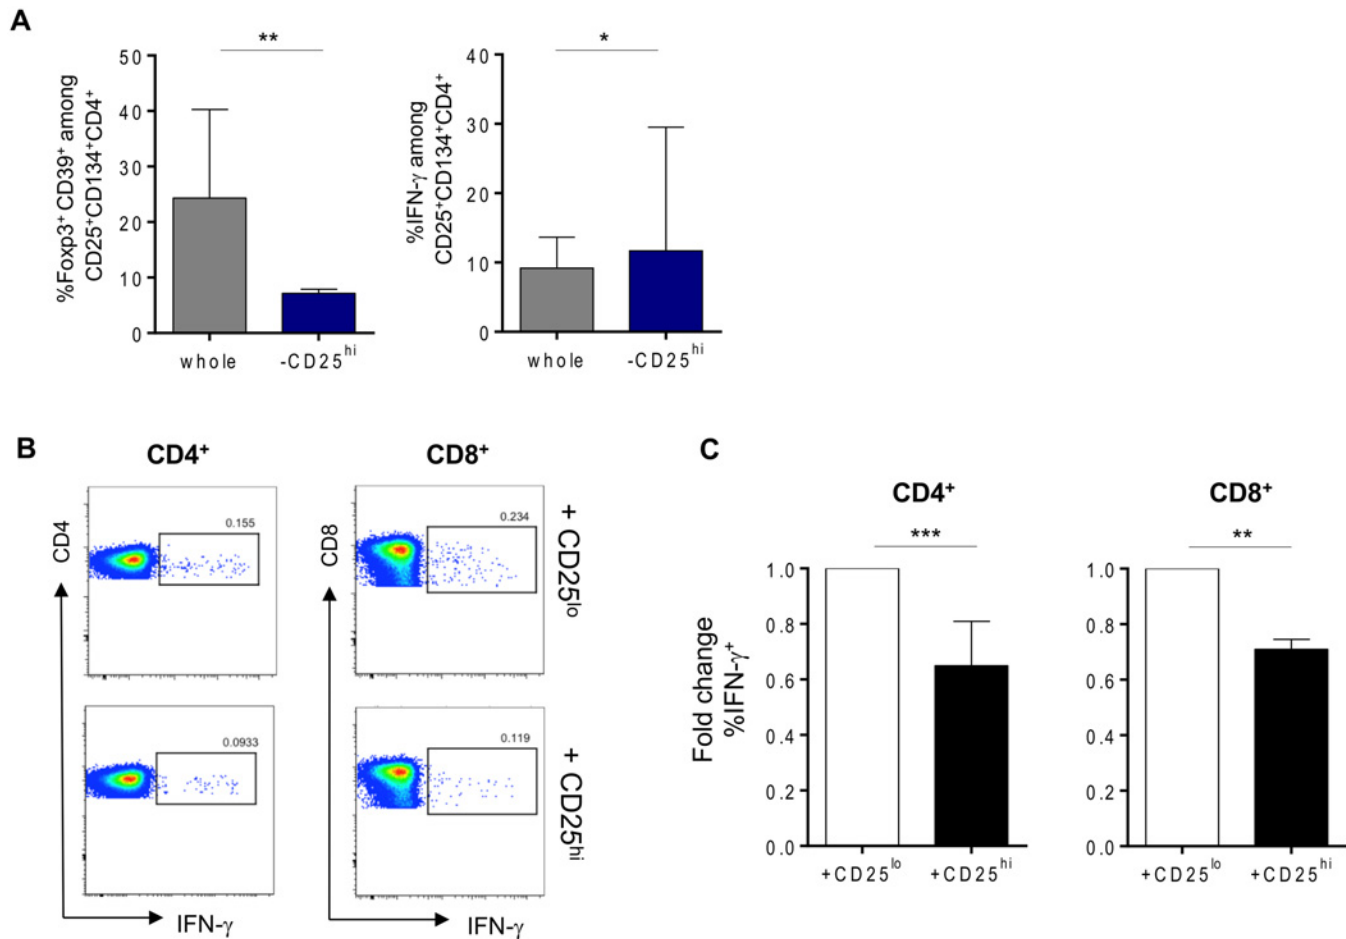 A
**
*
50
40
30
20
10
0
%Foxp3⁺ CD39⁺ among
CD25⁺CD134⁺CD4⁺
whole
-CD25ʰⁱ
40
30
20
10
0
%IFN-γ among
CD25⁺CD134⁺CD4⁺
whole
-CD25ʰⁱ
B
CD4⁺
CD8⁺
CD4
0.155
CD8
0.234
+ CD25ˡᵒ
0.0933
0.119
+ CD25ʰⁱ
IFN-γ
IFN-γ
C
CD4⁺
CD8⁺
***
**
Fold change
%IFN-γ⁺
1.0
0.8
0.6
0.4
0.2
0.0
+CD25ˡᵒ
+CD25ʰⁱ
1.0
0.8
0.6
0.4
0.2
0.0
+CD25ˡᵒ
+CD25ʰⁱ